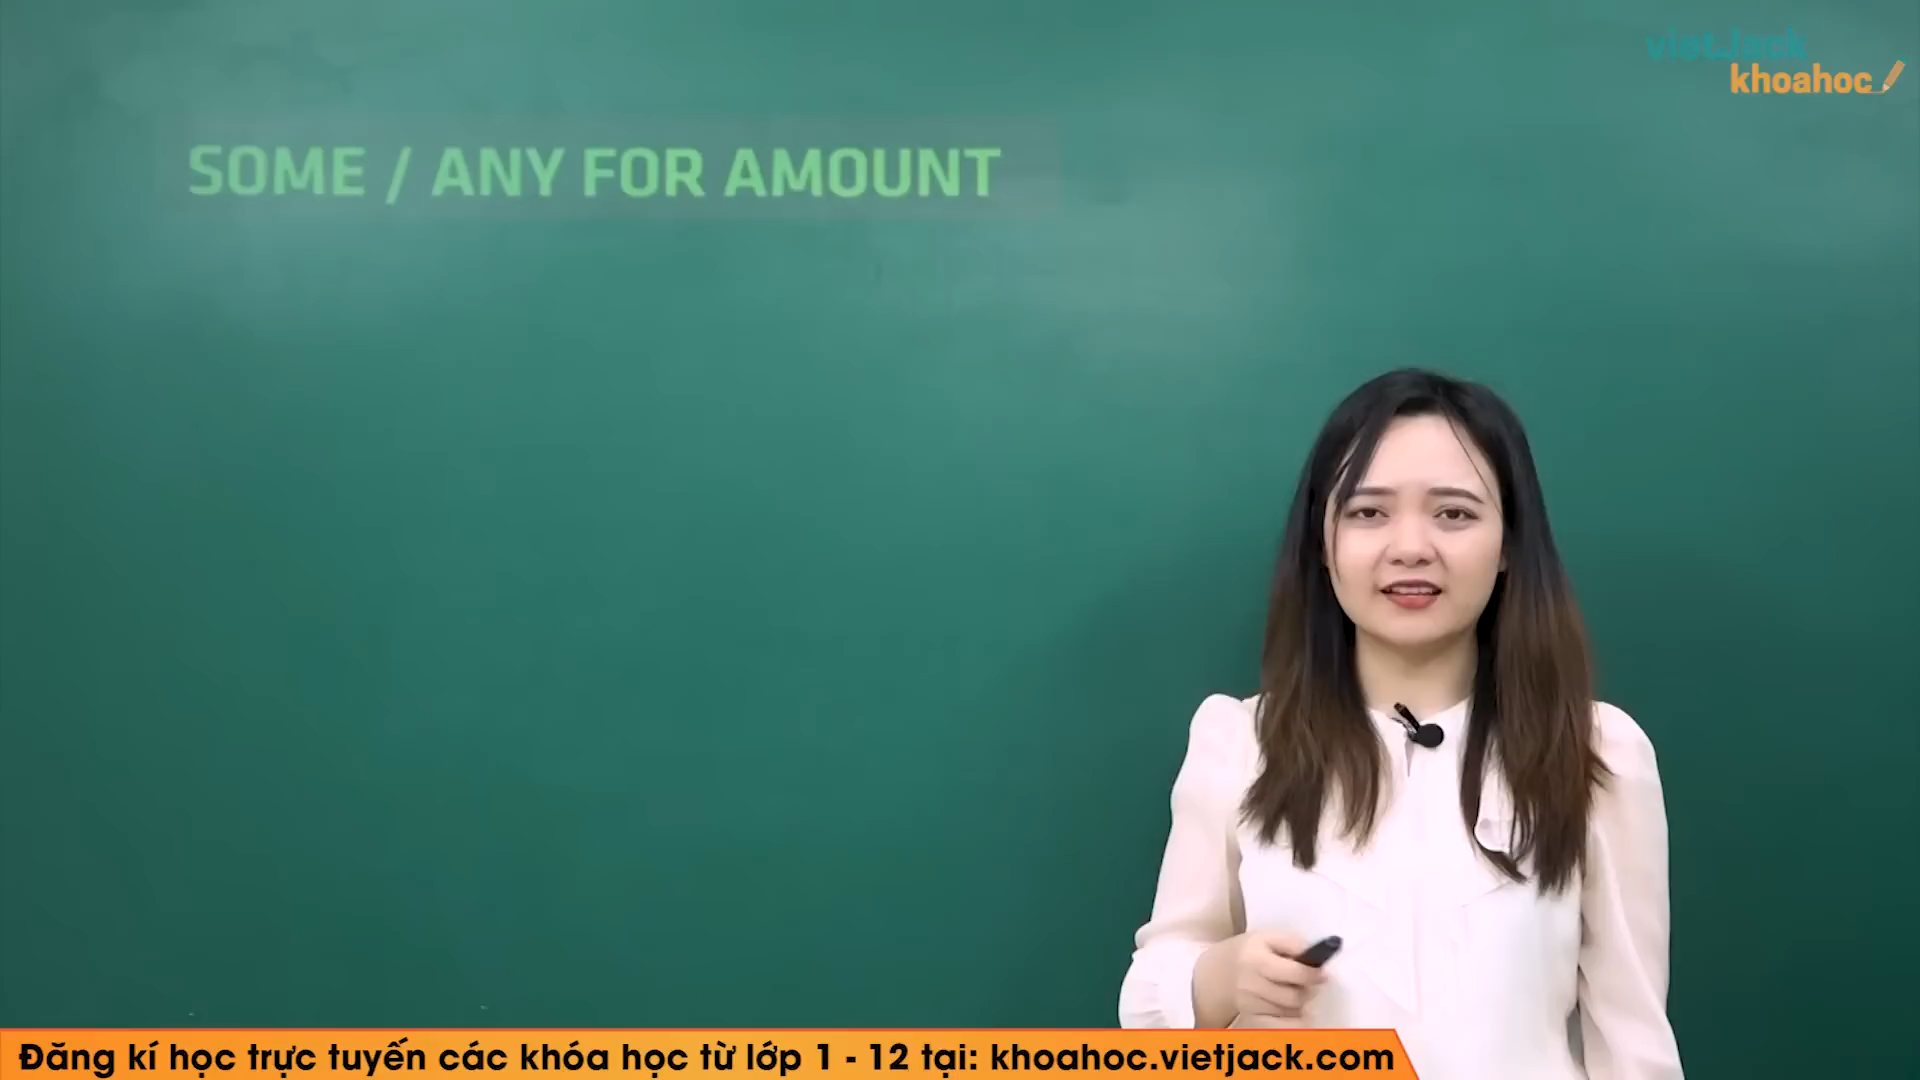 vietJack
khoahoc
SOME / ANY FOR AMOUNT
Đăng kí học trực tuyến các khóa học từ lớp 1 - 12 tại: khoahoc.vietjack.com